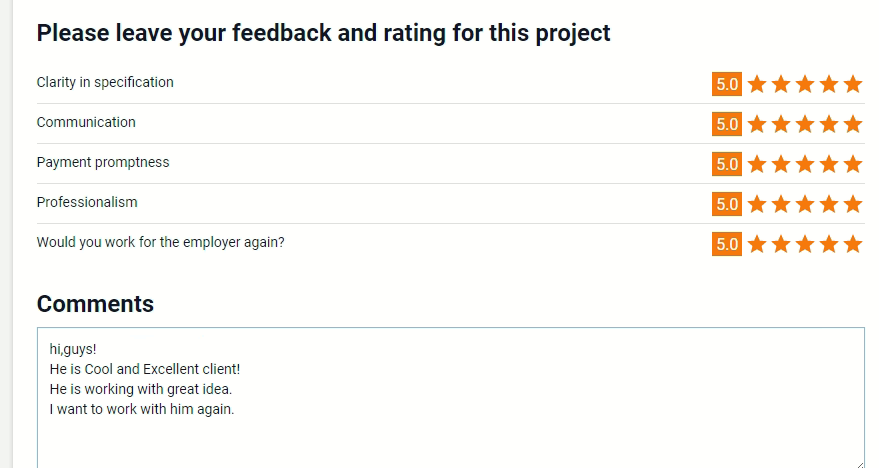 Please leave your feedback and rating for this project
Clarity in specification 5.0
Communication 5.0
Payment promptness 5.0
Professionalism 5.0
Would you work for the employer again? 5.0
Comments
hi,guys!
He is Cool and Excellent client!
He is working with great idea.
I want to work with him again.